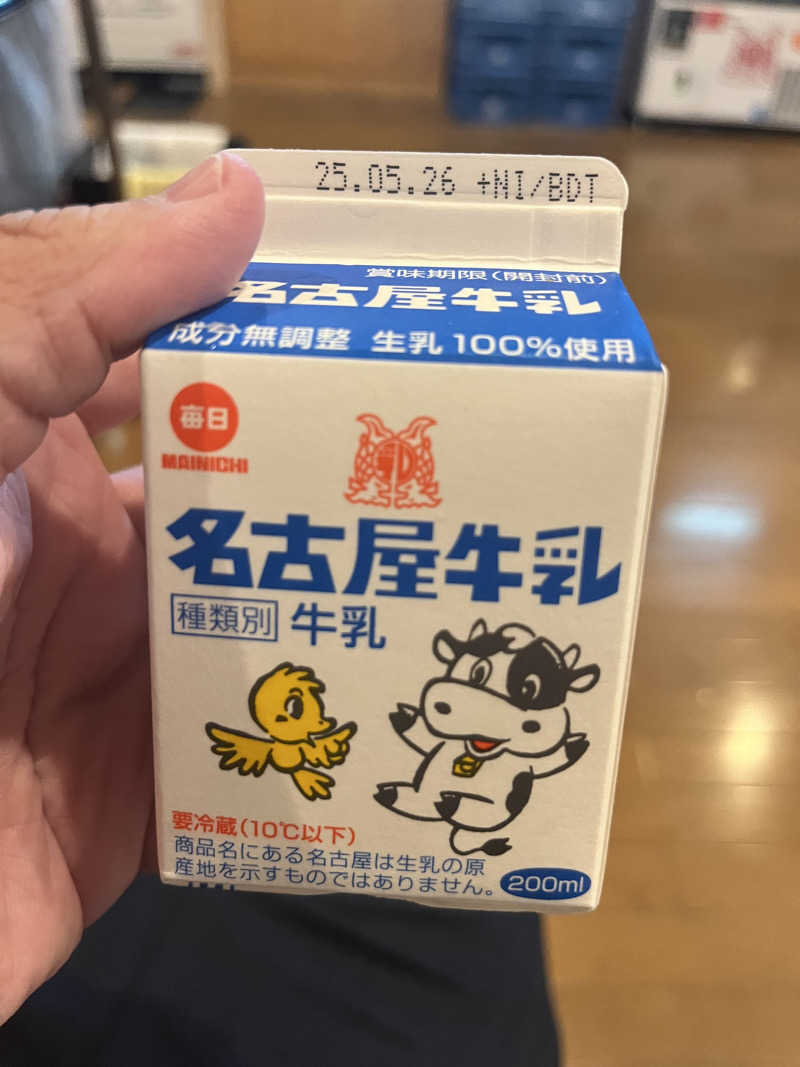 25.05.26 +NI/BDT
賞味期限(開封前)
名古屋牛乳
成分無調整 生乳100%使用
毎日
MAINICHI
名古屋牛乳
種類別 牛乳
要冷蔵(10℃以下)
商品名にある名古屋は生乳の原
産地を示すものではありません。
200ml